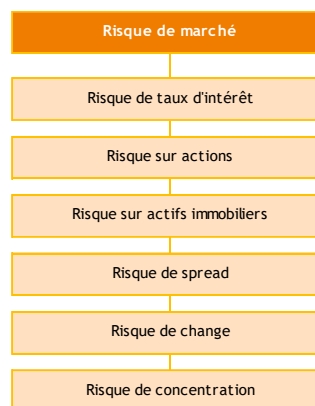 Risque de marché
Risque de taux d'intérêt
Risque sur actions
Risque sur actifs immobiliers
Risque de spread
Risque de change
Risque de concentration